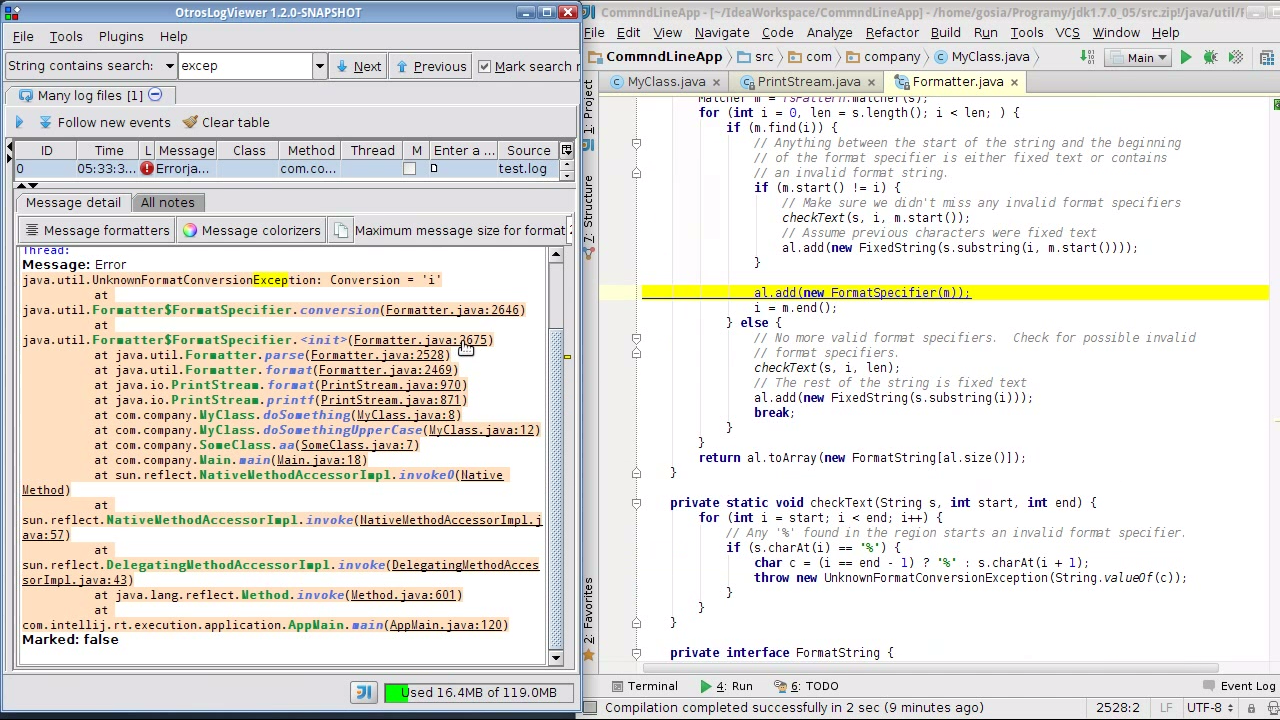 OtrosLogViewer 1.2.0-SNAPSHOT
File Tools Plugins Help
String contains search: excep Next Previous Mark search r
Many log files [1]
Follow new events Clear table
ID Time L Message Class Method Thread M Enter a ... Source
0 05:33:3... Errorja... com.co... test.log
Message detail All notes
Message formatters Message colorizers Maximum message size for format
Thread:
Message: Error
java.util.UnknownFormatConversionException: Conversion = 'i'
at
java.util.Formatter$FormatSpecifier.conversion(Formatter.java:2646)
at
java.util.Formatter$FormatSpecifier.<init>(Formatter.java:2675)
at java.util.Formatter.parse(Formatter.java:2528)
at java.util.Formatter.format(Formatter.java:2469)
at java.io.PrintStream.format(PrintStream.java:970)
at java.io.PrintStream.printf(PrintStream.java:871)
at com.company.MyClass.doSomething(MyClass.java:8)
at com.company.MyClass.doSomethingUpperCase(MyClass.java:12)
at com.company.SomeClass.aa(SomeClass.java:7)
at com.company.Main.main(Main.java:18)
at sun.reflect.NativeMethodAccessorImpl.invoke0(Native
Method)
at
sun.reflect.NativeMethodAccessorImpl.invoke(NativeMethodAccessorImpl.j
ava:57)
at
sun.reflect.DelegatingMethodAccessorImpl.invoke(DelegatingMethodAcces
sorImpl.java:43)
at java.lang.reflect.Method.invoke(Method.java:601)
at
com.intellij.rt.execution.application.AppMain.main(AppMain.java:120)
Marked: false
Used 16.4MB of 119.0MB
CommndLineApp - [~/IdeaWorkspace/CommndLineApp] - /home/gosia/Programy/jdk1.7.0_05/src.zip!/java/util/F
File Edit View Navigate Code Analyze Refactor Build Run Tools VCS Window Help
CommndLineApp src com company MyClass.java Main
MyClass.java PrintStream.java Formatter.java
1: Project
7: Structure
2: Favorites
Matcher m = fsPattern.matcher(s);
for (int i = 0, len = s.length(); i < len; ) {
if (m.find(i)) {
// Anything between the start of the string and the beginning
// of the format specifier is either fixed text or contains
// an invalid format string.
if (m.start() != i) {
// Make sure we didn't miss any invalid format specifiers
checkText(s, i, m.start());
// Assume previous characters were fixed text
al.add(new FixedString(s.substring(i, m.start())));
}
al.add(new FormatSpecifier(m));
i = m.end();
} else {
// No more valid format specifiers.  Check for possible invalid
// format specifiers.
checkText(s, i, len);
// The rest of the string is fixed text
al.add(new FixedString(s.substring(i)));
break;
}
}
return al.toArray(new FormatString[al.size()]);
}
private static void checkText(String s, int start, int end) {
for (int i = start; i < end; i++) {
// Any '%' found in the region starts an invalid format specifier.
if (s.charAt(i) == '%') {
char c = (i == end - 1) ? '%' : s.charAt(i + 1);
throw new UnknownFormatConversionException(String.valueOf(c));
}
}
}
private interface FormatString {
Terminal 4: Run 6: TODO Event Log
Compilation completed successfully in 2 sec (9 minutes ago) 2528:2 LF UTF-8